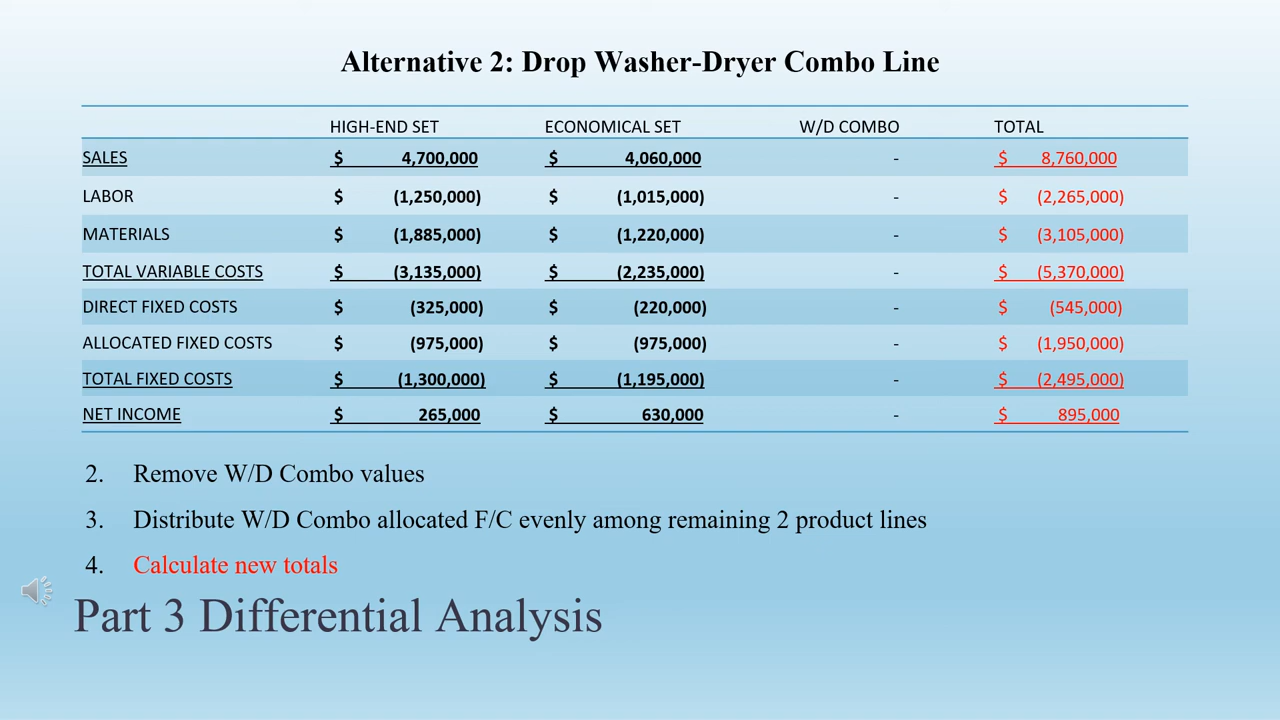 Alternative 2: Drop Washer-Dryer Combo Line
HIGH-END SET ECONOMICAL SET W/D COMBO TOTAL
SALES $ 4,700,000 $ 4,060,000 - $ 8,760,000
LABOR $ (1,250,000) $ (1,015,000) - $ (2,265,000)
MATERIALS $ (1,885,000) $ (1,220,000) - $ (3,105,000)
TOTAL VARIABLE COSTS $ (3,135,000) $ (2,235,000) - $ (5,370,000)
DIRECT FIXED COSTS $ (325,000) $ (220,000) - $ (545,000)
ALLOCATED FIXED COSTS $ (975,000) $ (975,000) - $ (1,950,000)
TOTAL FIXED COSTS $ (1,300,000) $ (1,195,000) - $ (2,495,000)
NET INCOME $ 265,000 $ 630,000 - $ 895,000
2. Remove W/D Combo values
3. Distribute W/D Combo allocated F/C evenly among remaining 2 product lines
4. Calculate new totals
Part 3 Differential Analysis